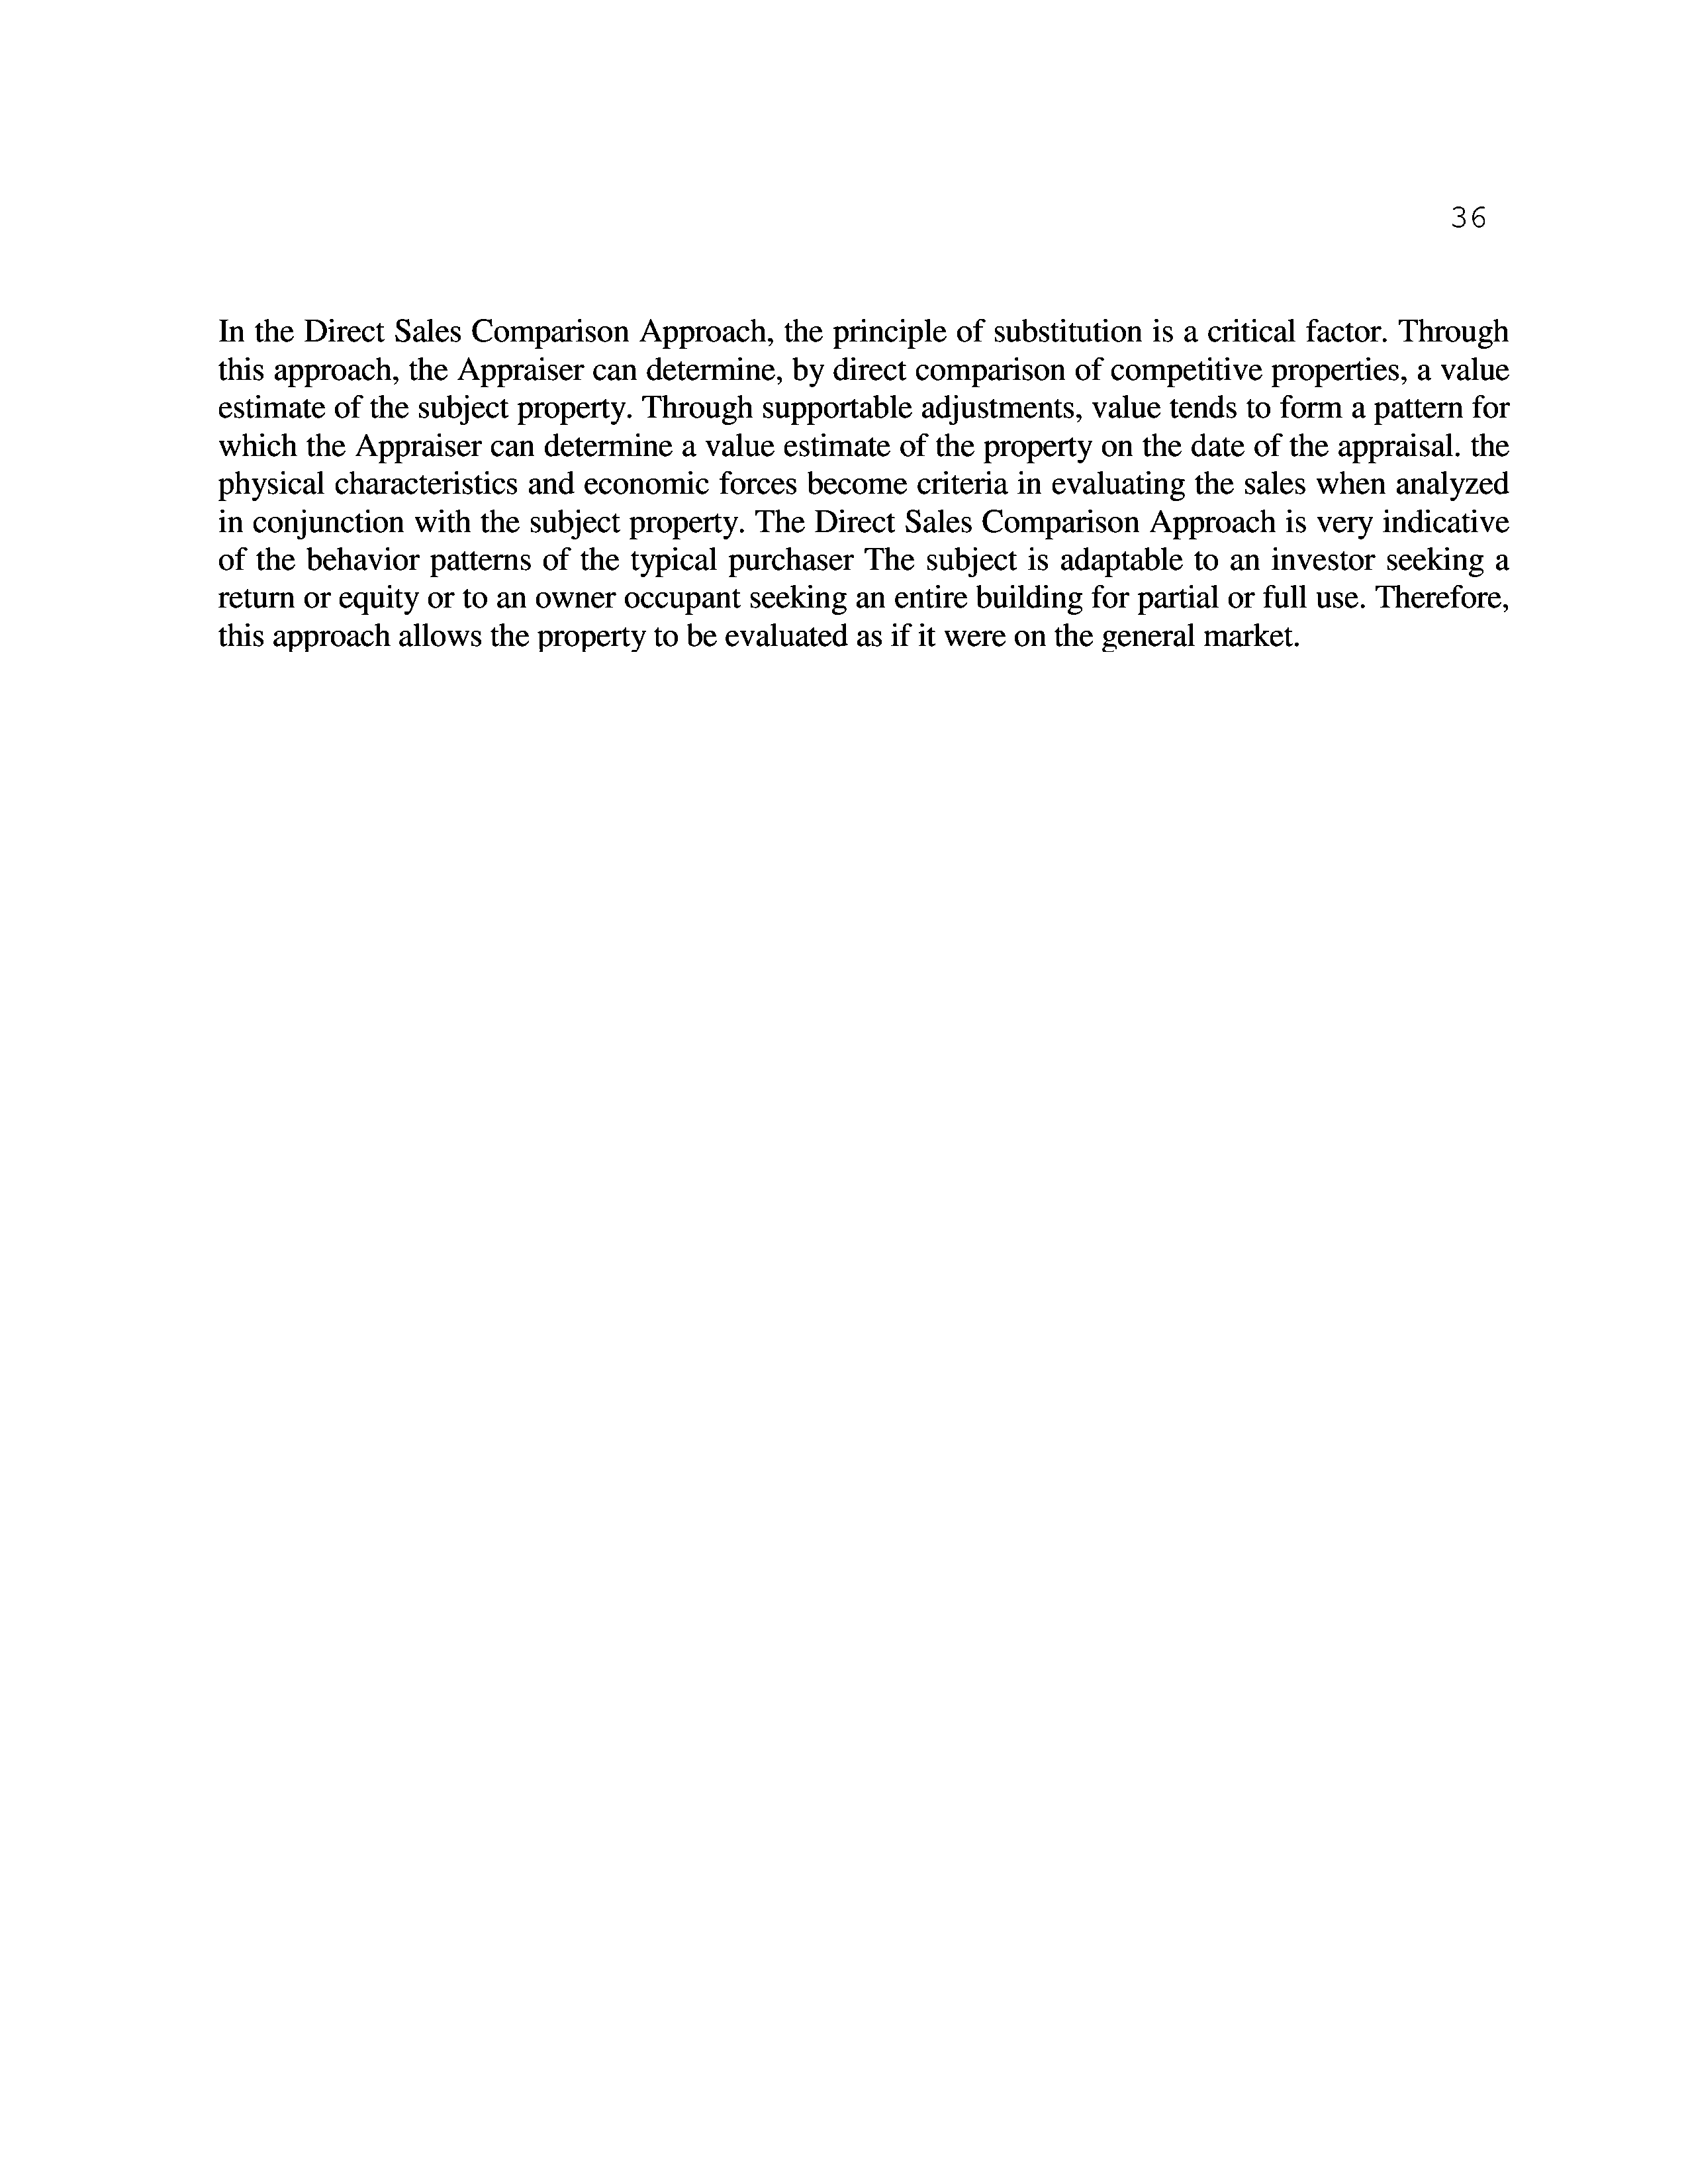 36
In the Direct Sales Comparison Approach, the principle of substitution is a critical factor. Through
this approach, the Appraiser can determine, by direct comparison of competitive properties, a value
estimate of the subject property. Through supportable adjustments, value tends to form a pattern for
which the Appraiser can determine a value estimate of the property on the date of the appraisal. the
physical characteristics and economic forces become criteria in evaluating the sales when analyzed
in conjunction with the subject property. The Direct Sales Comparison Approach is very indicative
of the behavior patterns of the typical purchaser The subject is adaptable to an investor seeking a
return or equity or to an owner occupant seeking an entire building for partial or full use. Therefore,
this approach allows the property to be evaluated as if it were on the general market.